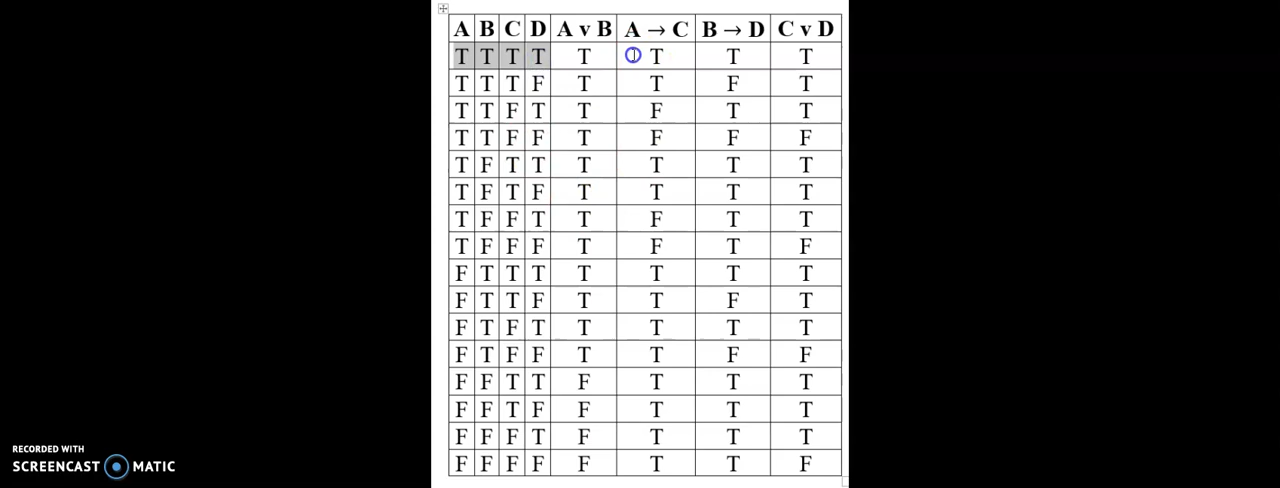 A B C D A v B A → C B → D C v D
T T T T T T T T
T T T F T T F T
T T F T T F T T
T T F F T F F F
T F T T T T T T
T F T F T T T T
T F F T T F T T
T F F F T F T F
F T T T T T T T
F T T F T T F T
F T F T T T T T
F T F F T T F F
F F T T F T T T
F F T F F T T T
F F F T F T T T
F F F F F T T F
RECORDED WITH
SCREENCAST MATIC